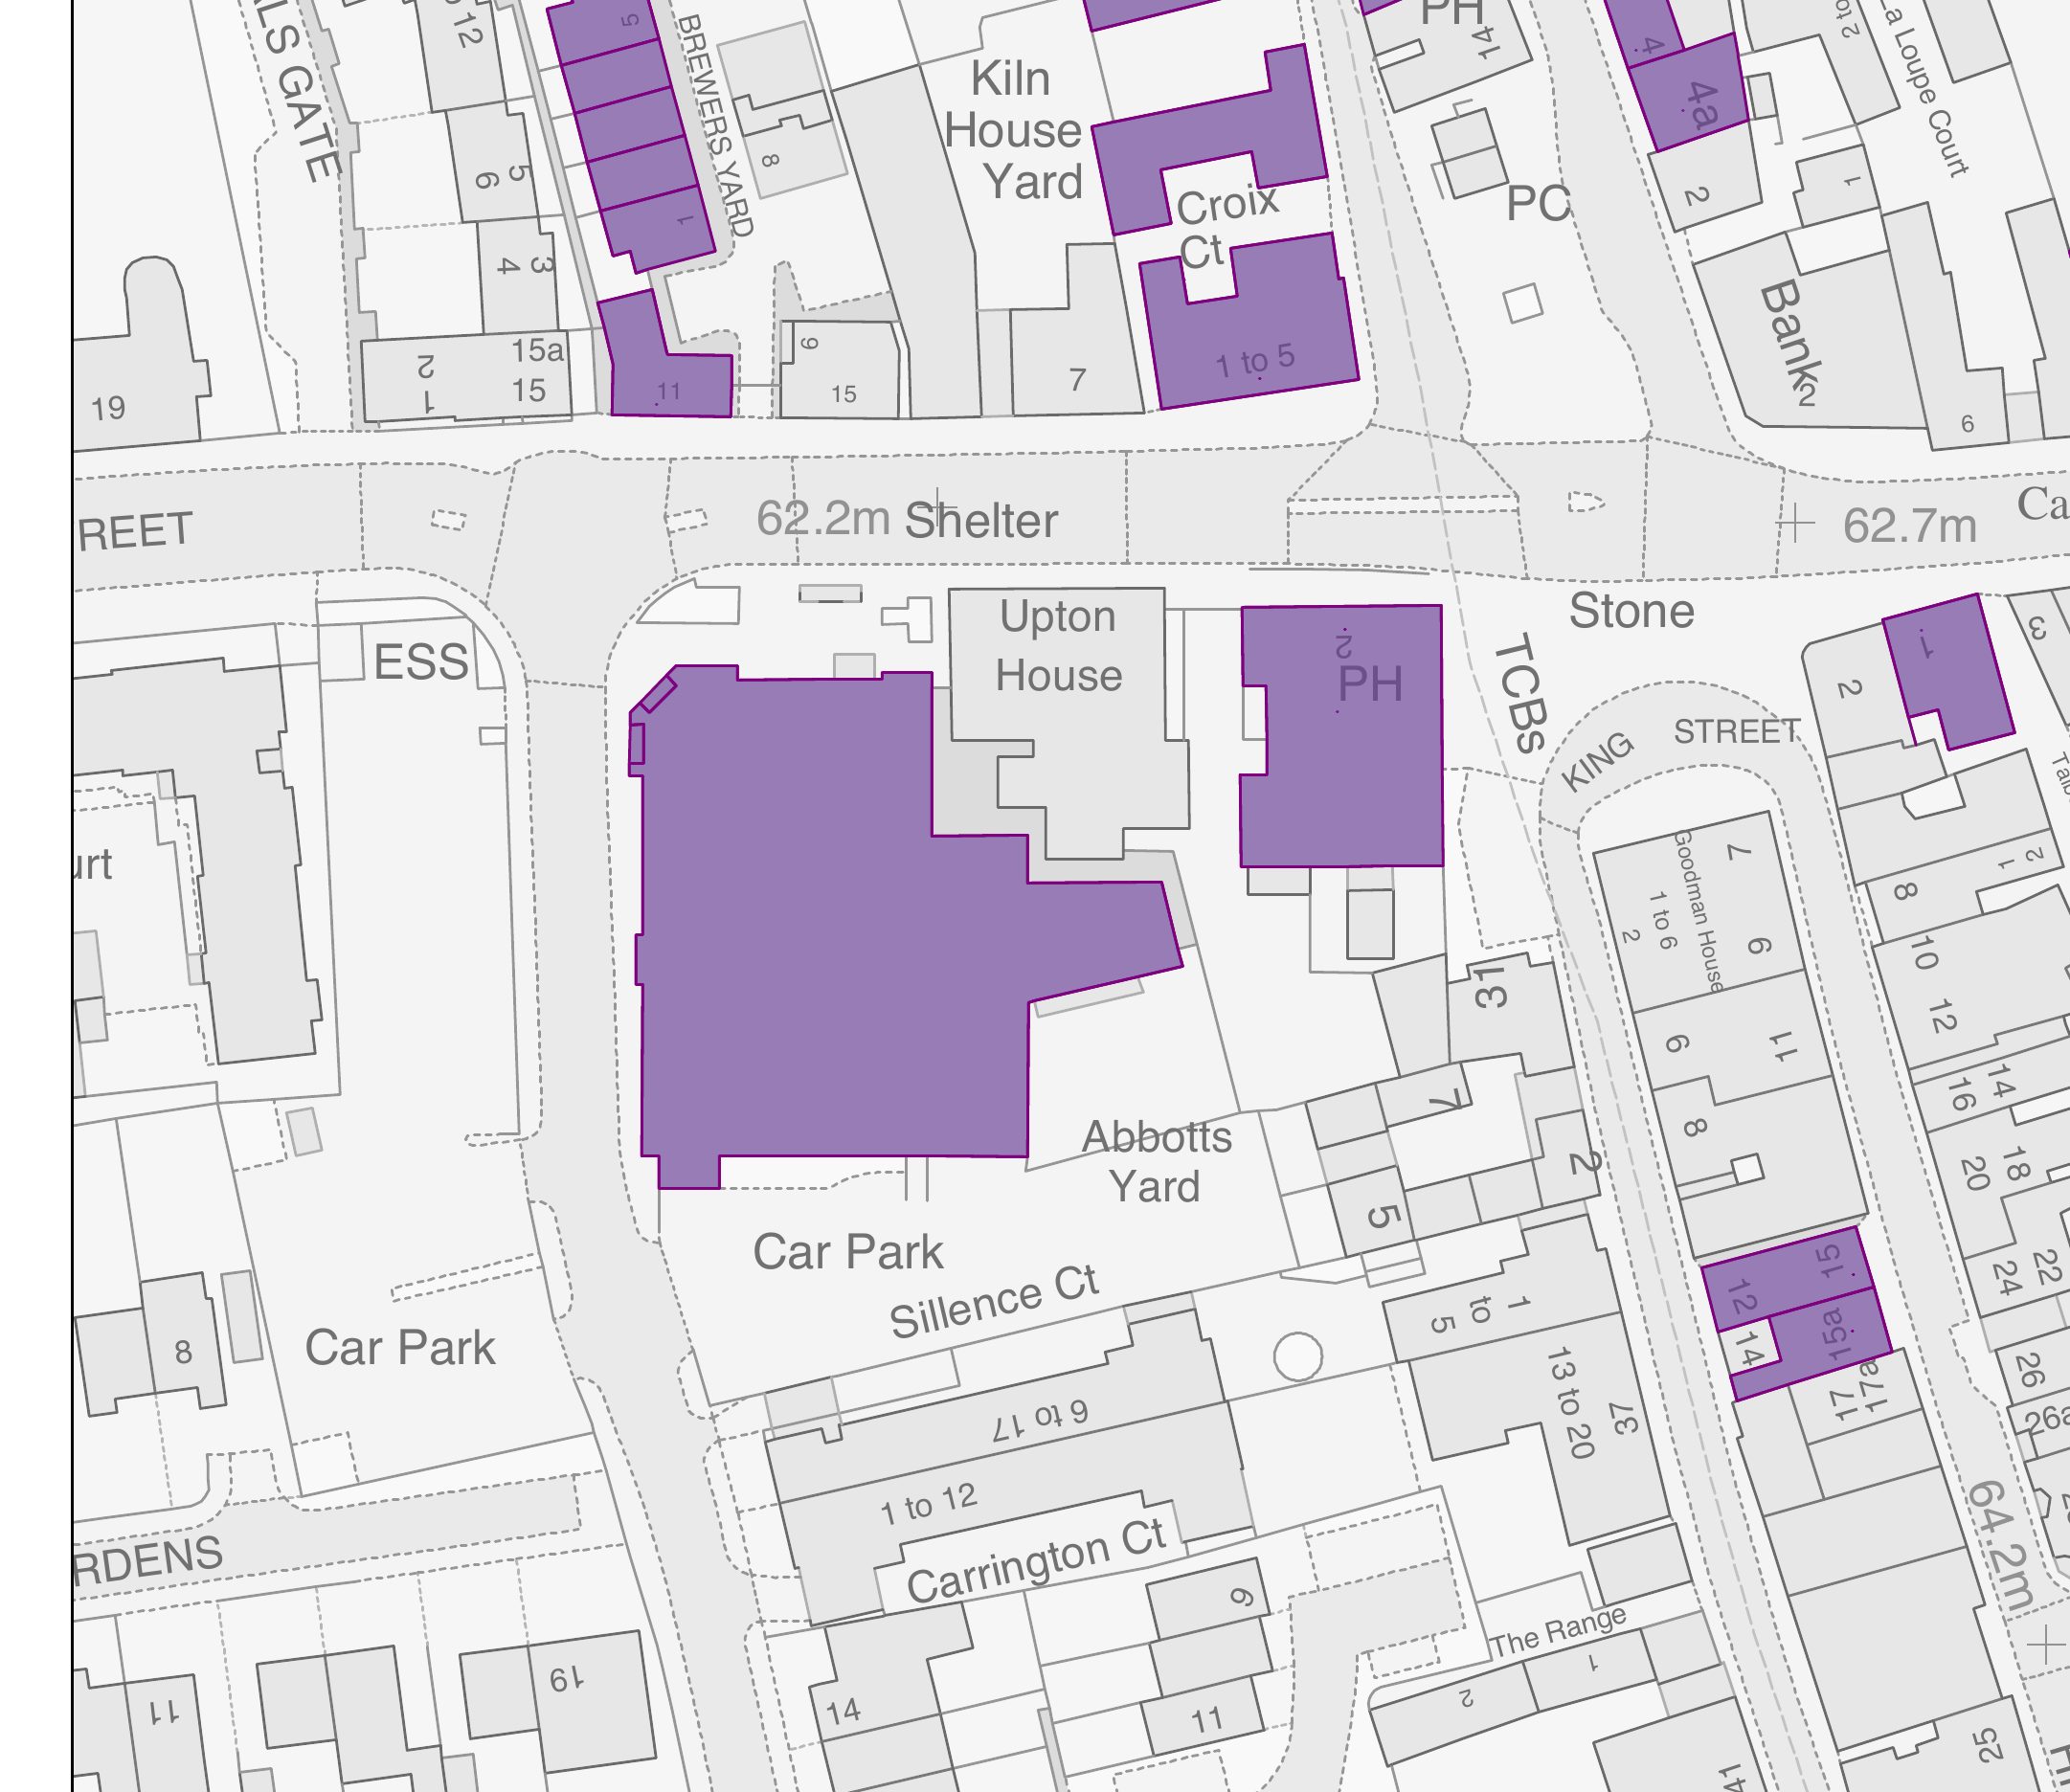 ALS GATE
12
5
BREWERS YARD
8
Kiln
House
Yard
PH
14
4
4a
2
to 2
La Loupe Court
1
6
5
4
3
1
Croix
Ct
PC
Bank
2
19
2
1
15a
15
11
9
15
7
1 to 5
6
REET
62.2m
Shelter
62.7m
Ca
ESS
Upton
House
2
PH
TCBs
Stone
KING
STREET
2
1
3
Talb
urt
Goodman House
1 to 6
2
7
9
8
1
2
10
12
31
6
11
14
16
8
18
20
Abbotts
Yard
7
2
5
22
24
Car Park
Sillence Ct
12
15
14
15a
17
17a
26
26a
8
Car Park
1
to
5
13 to 20
37
6 to 17
1 to 12
Carrington Ct
64.2m
RDENS
The Range
11
19
14
9
11
2
1
41
25